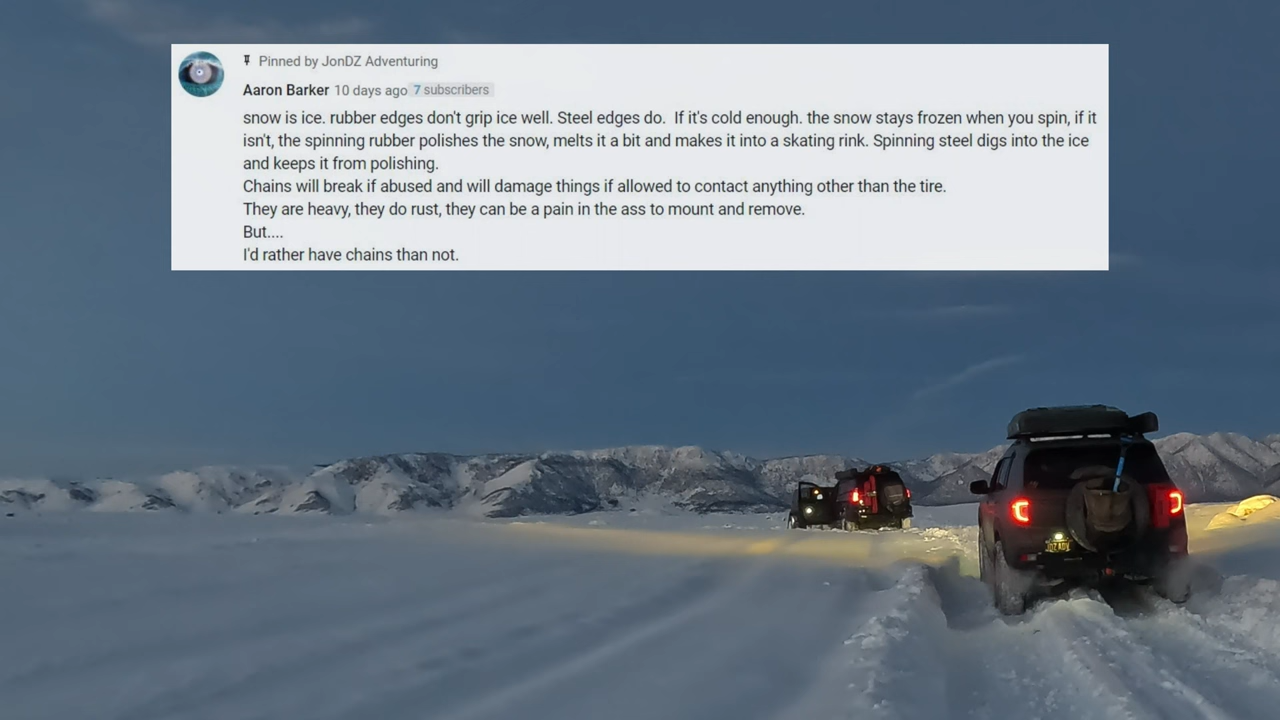 Pinned by JonDZ Adventuring
Aaron Barker 10 days ago 7 subscribers
snow is ice. rubber edges don't grip ice well. Steel edges do.  If it's cold enough. the snow stays frozen when you spin, if it
isn't, the spinning rubber polishes the snow, melts it a bit and makes it into a skating rink. Spinning steel digs into the ice
and keeps it from polishing.
Chains will break if abused and will damage things if allowed to contact anything other than the tire.
They are heavy, they do rust, they can be a pain in the ass to mount and remove.
But....
I'd rather have chains than not.